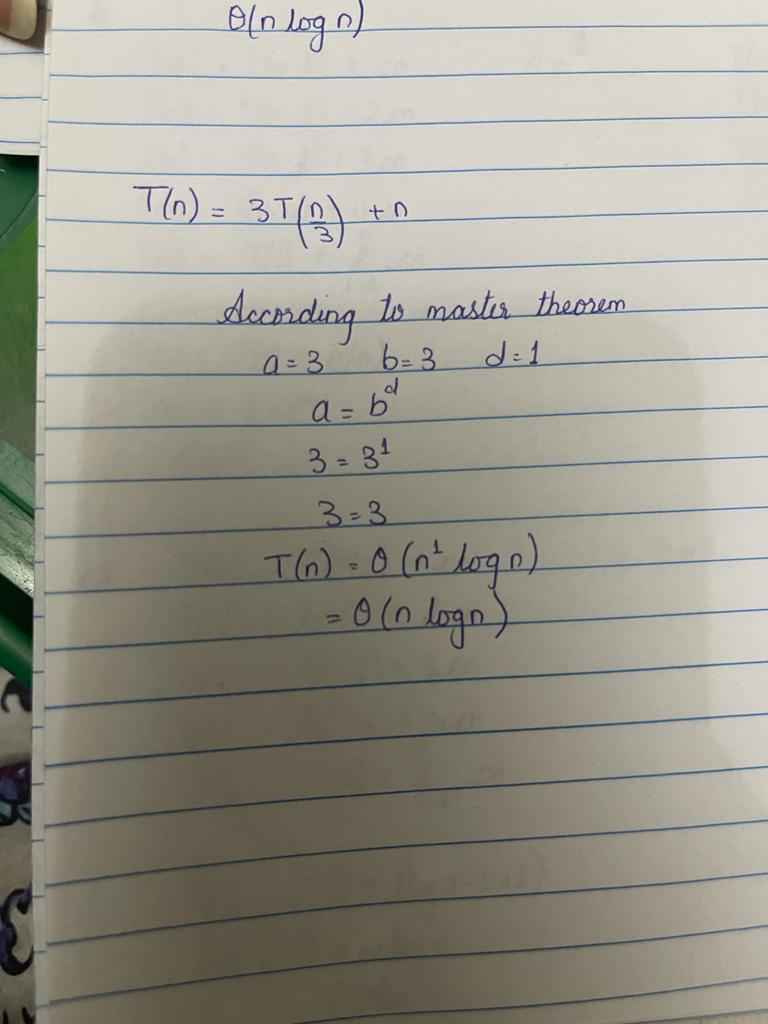 θ(n log n)
T(n) = 3T(n/3) + n
According to master theorem
a = 3 b = 3 d = 1
a = b^d
3 = 3^1
3 = 3
T(n) = θ(n^1 log n)
= θ(n log n)